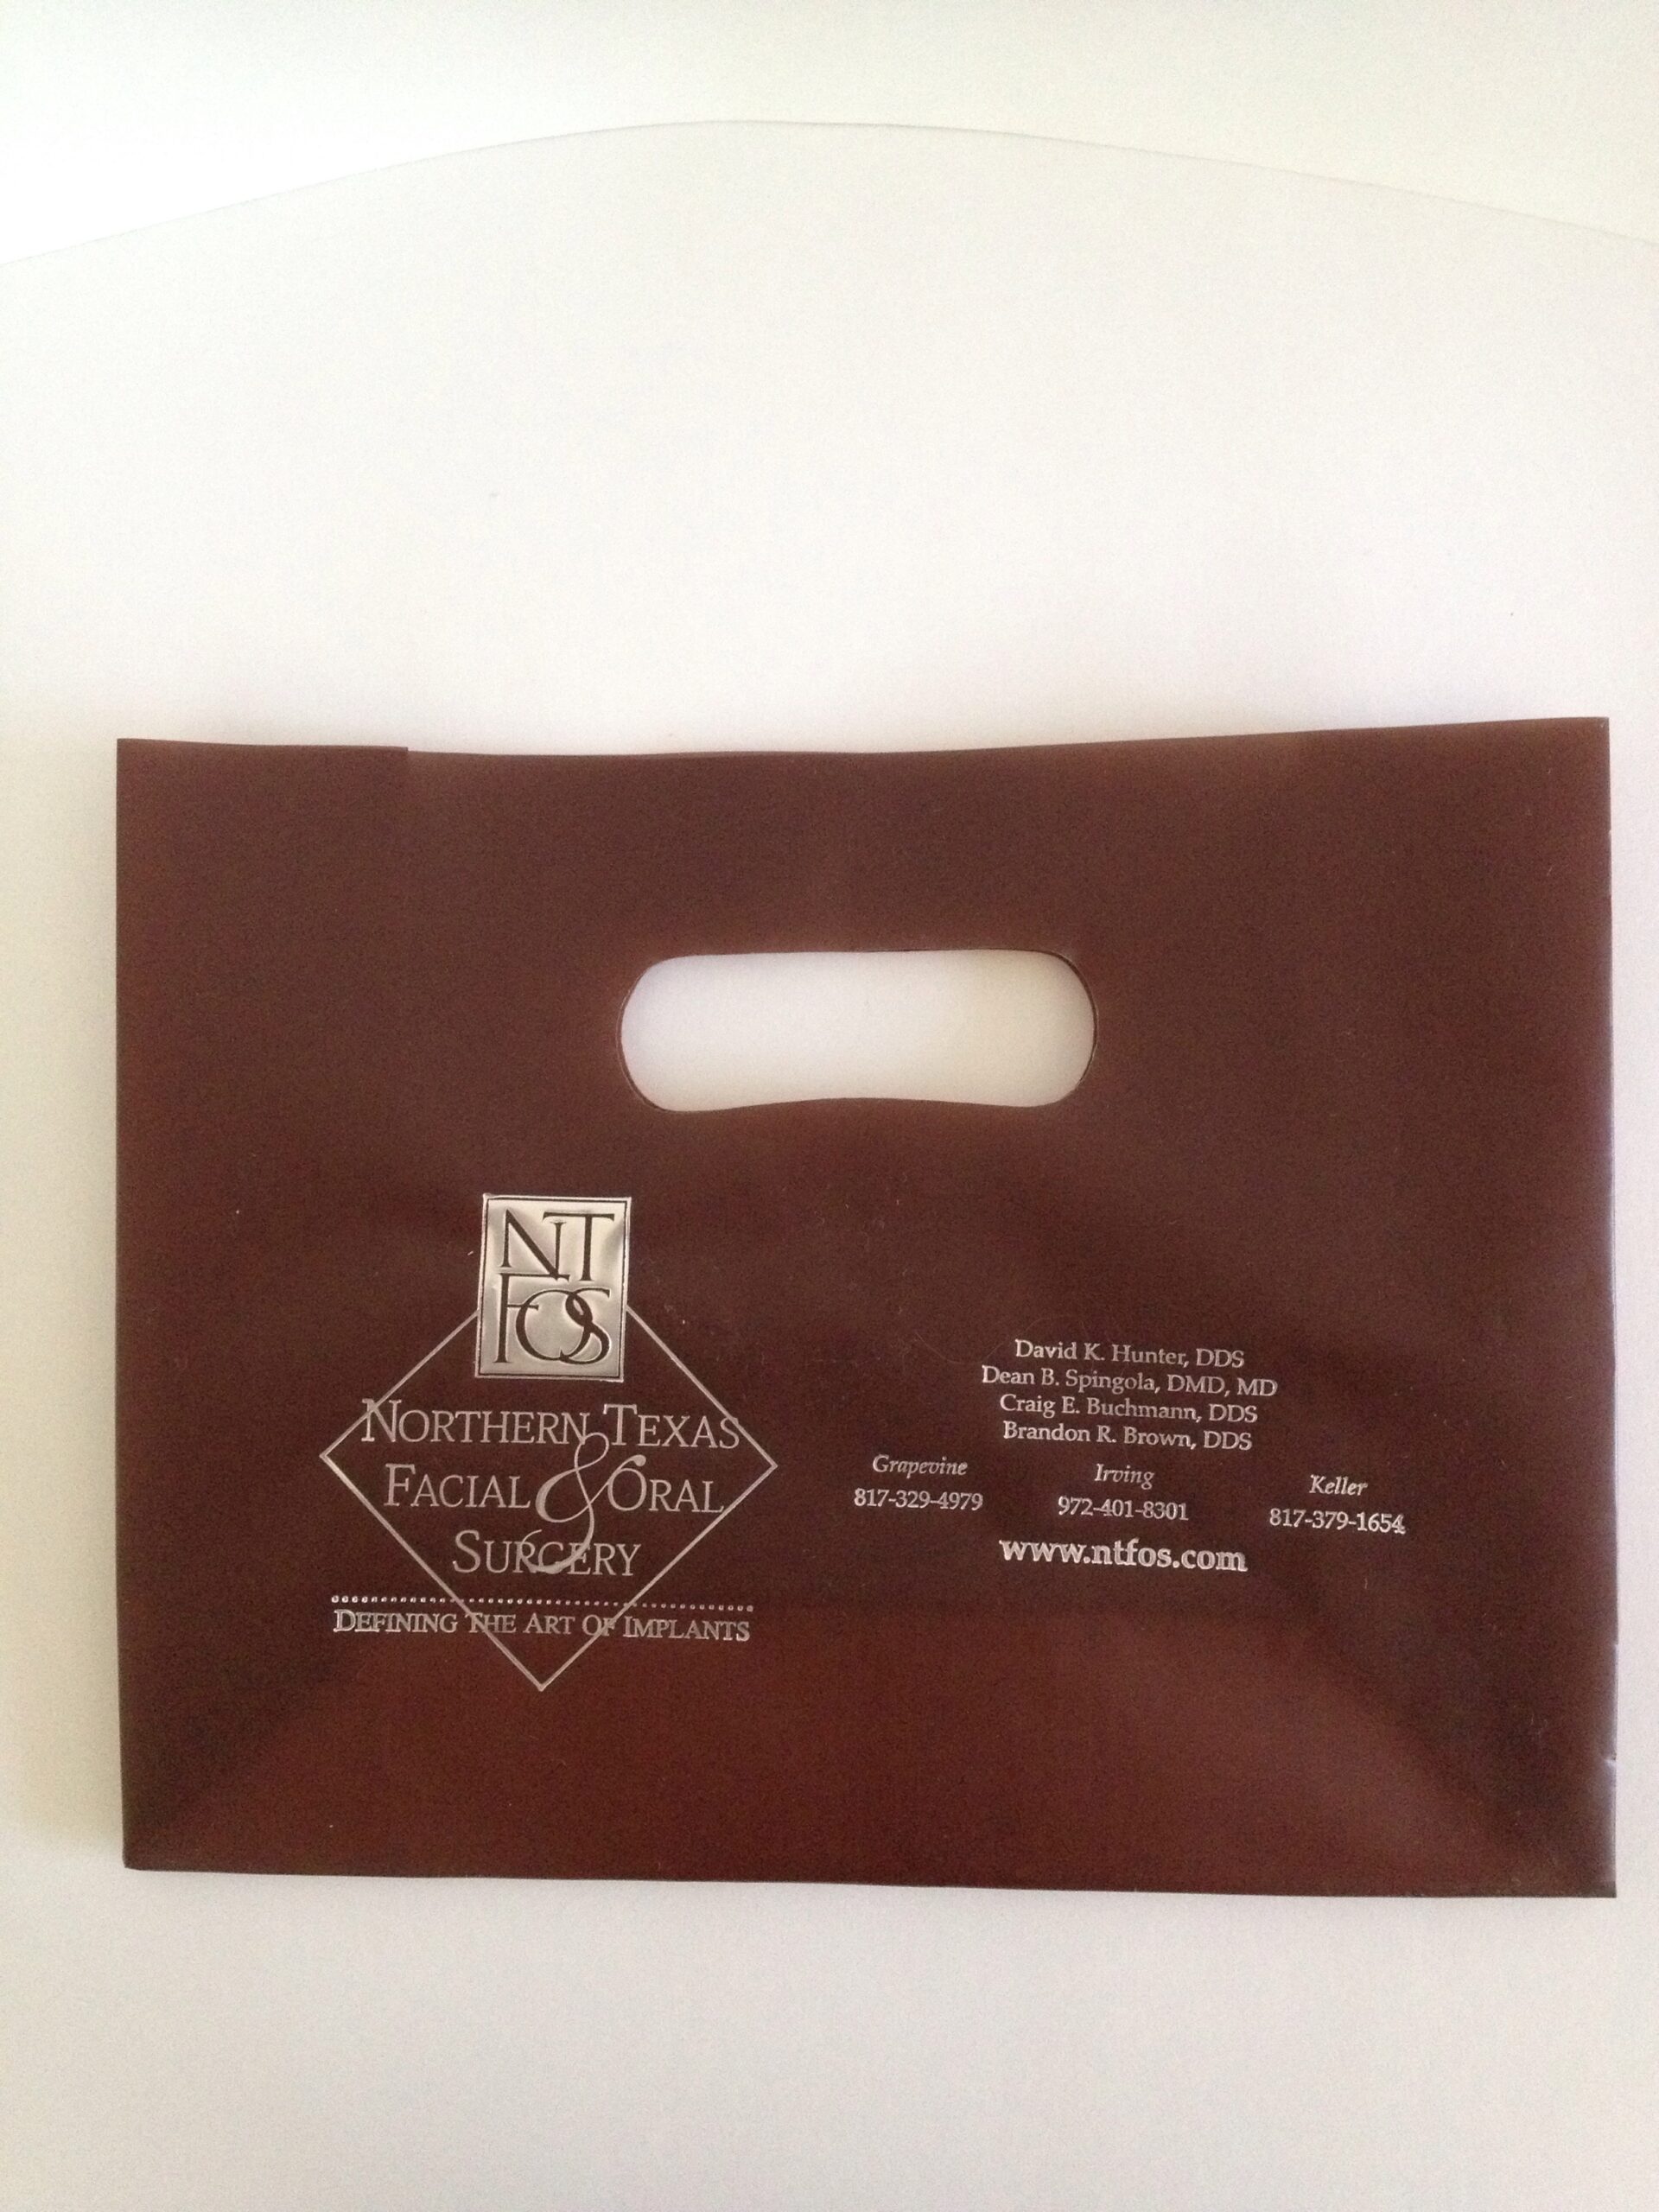 NT
FOS
NORTHERN TEXAS
FACIAL & ORAL
SURGERY
DEFINING THE ART OF IMPLANTS
David K. Hunter, DDS
Dean B. Spingola, DMD, MD
Craig E. Buchmann, DDS
Brandon R. Brown, DDS
Grapevine Irving Keller
817-329-4979 972-401-8301 817-379-1654
www.ntfos.com